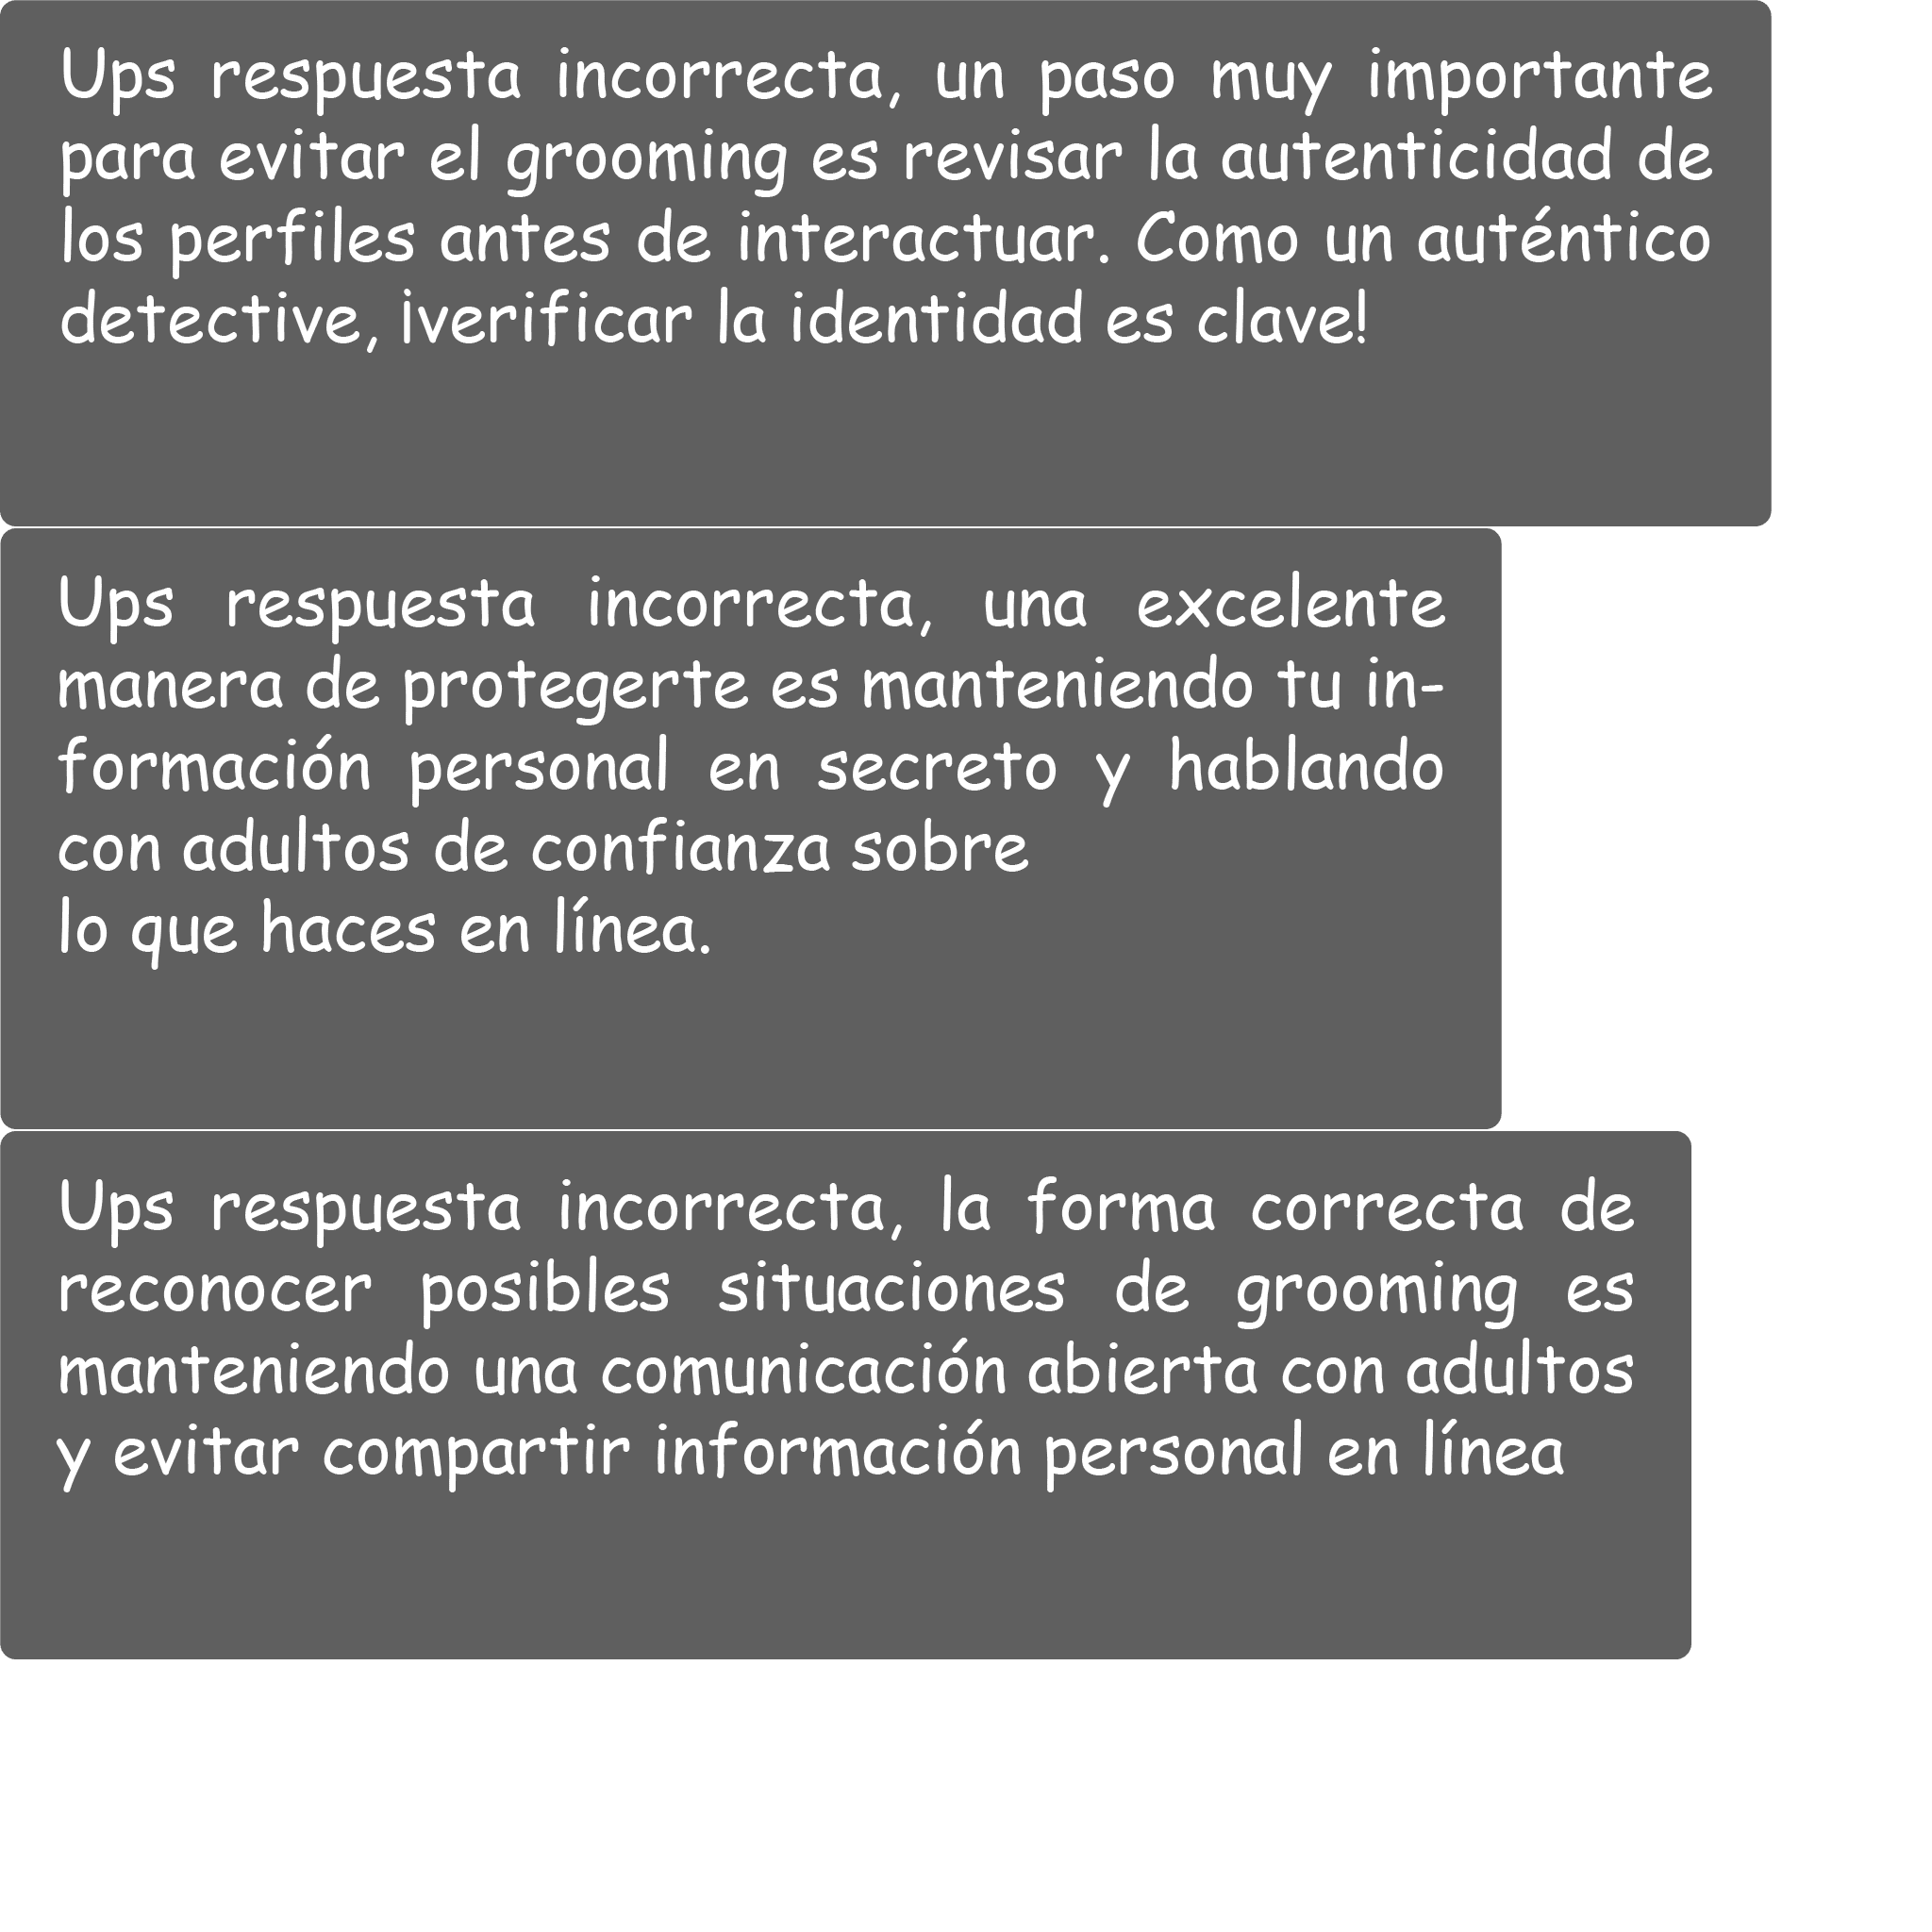 Ups respuesta incorrecta, un paso muy importante
para evitar el grooming es revisar la autenticidad de
los perfiles antes de interactuar. Como un auténtico
detective, ¡verificar la identidad es clave!
Ups respuesta incorrecta, una excelente
manera de protegerte es manteniendo tu in-
formación personal en secreto y hablando
con adultos de confianza sobre
lo que haces en línea.
Ups respuesta incorrecta, la forma correcta de
reconocer posibles situaciones de grooming es
manteniendo una comunicación abierta con adultos
y evitar compartir información personal en línea